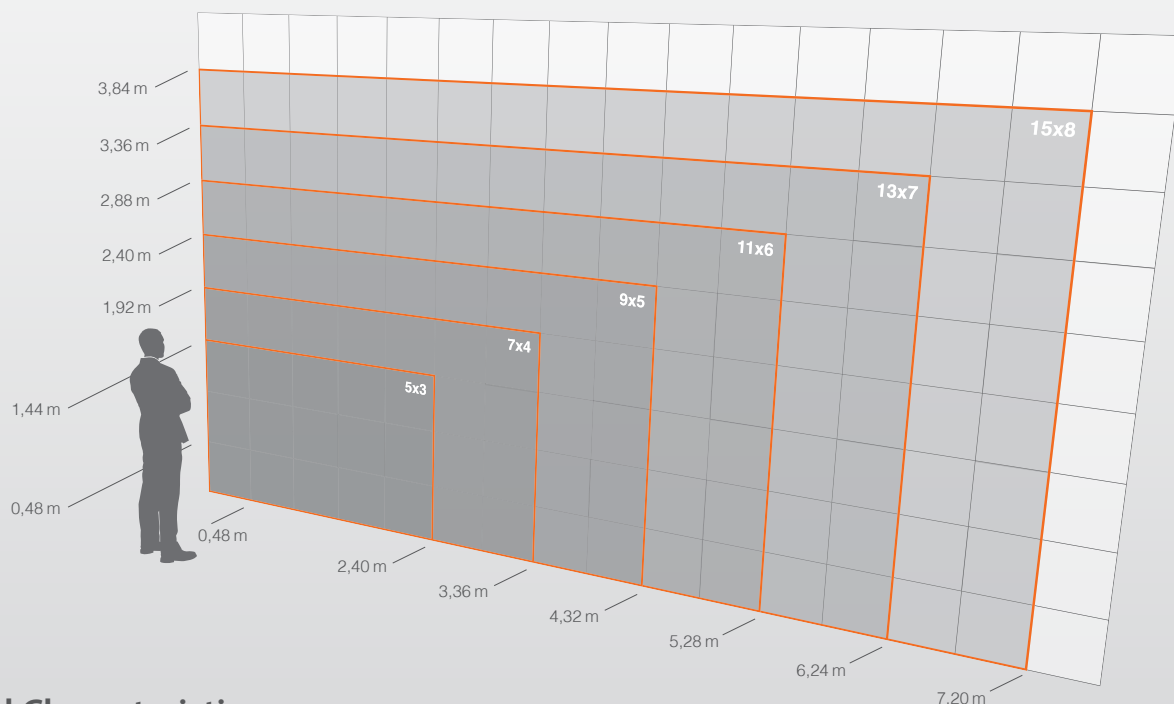 3,84 m
15x8
3,36 m
13x7
2,88 m
11x6
2,40 m
9x5
1,92 m
7x4
5x3
1,44 m
0,48 m
0,48 m
2,40 m
3,36 m
4,32 m
5,28 m
6,24 m
7,20 m